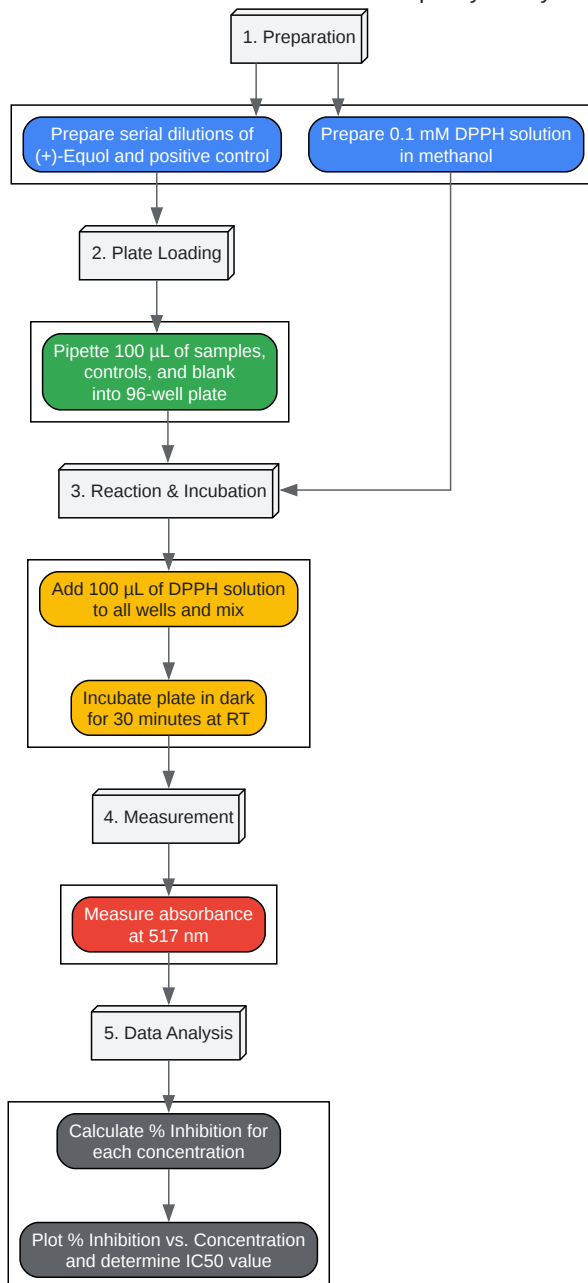 1. Preparation
Prepare serial dilutions of
(+)-Equol and positive control
Prepare 0.1 mM DPPH solution
in methanol
2. Plate Loading
Pipette 100 µL of samples,
controls, and blank
into 96-well plate
3. Reaction & Incubation
Add 100 µL of DPPH solution
to all wells and mix
Incubate plate in dark
for 30 minutes at RT
4. Measurement
Measure absorbance
at 517 nm
5. Data Analysis
Calculate % Inhibition for
each concentration
Plot % Inhibition vs. Concentration
and determine IC50 value